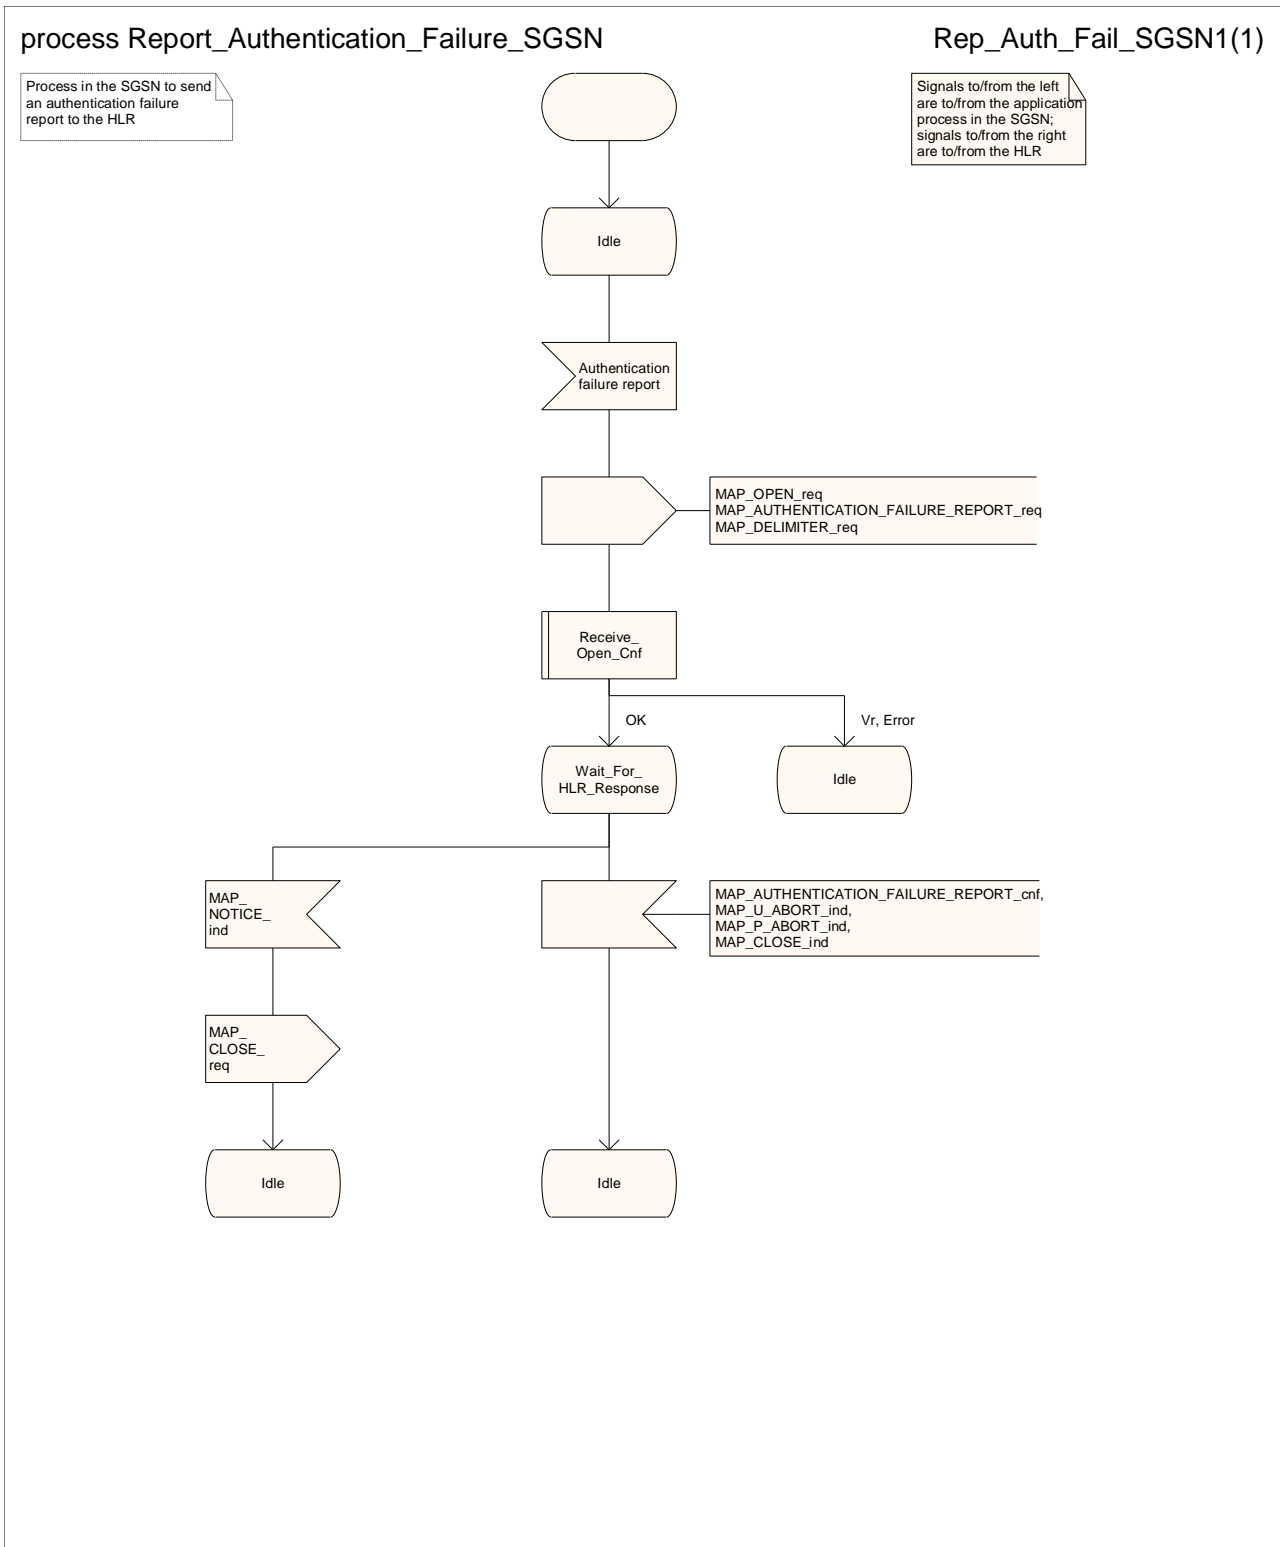 process Report_Authentication_Failure_SGSN
Rep_Auth_Fail_SGSN1(1)
Process in the SGSN to send
an authentication failure
report to the HLR
Signals to/from the left
are to/from the application
process in the SGSN;
signals to/from the right
are to/from the HLR
Idle
Authentication
failure report
MAP_OPEN_req
MAP_AUTHENTICATION_FAILURE_REPORT_req
MAP_DELIMITER_req
Receive_
Open_Cnf
OK
Vr, Error
Wait_For_
HLR_Response
Idle
MAP_
NOTICE_
ind
MAP_AUTHENTICATION_FAILURE_REPORT_cnf,
MAP_U_ABORT_ind,
MAP_P_ABORT_ind,
MAP_CLOSE_ind
MAP_
CLOSE_
req
Idle
Idle